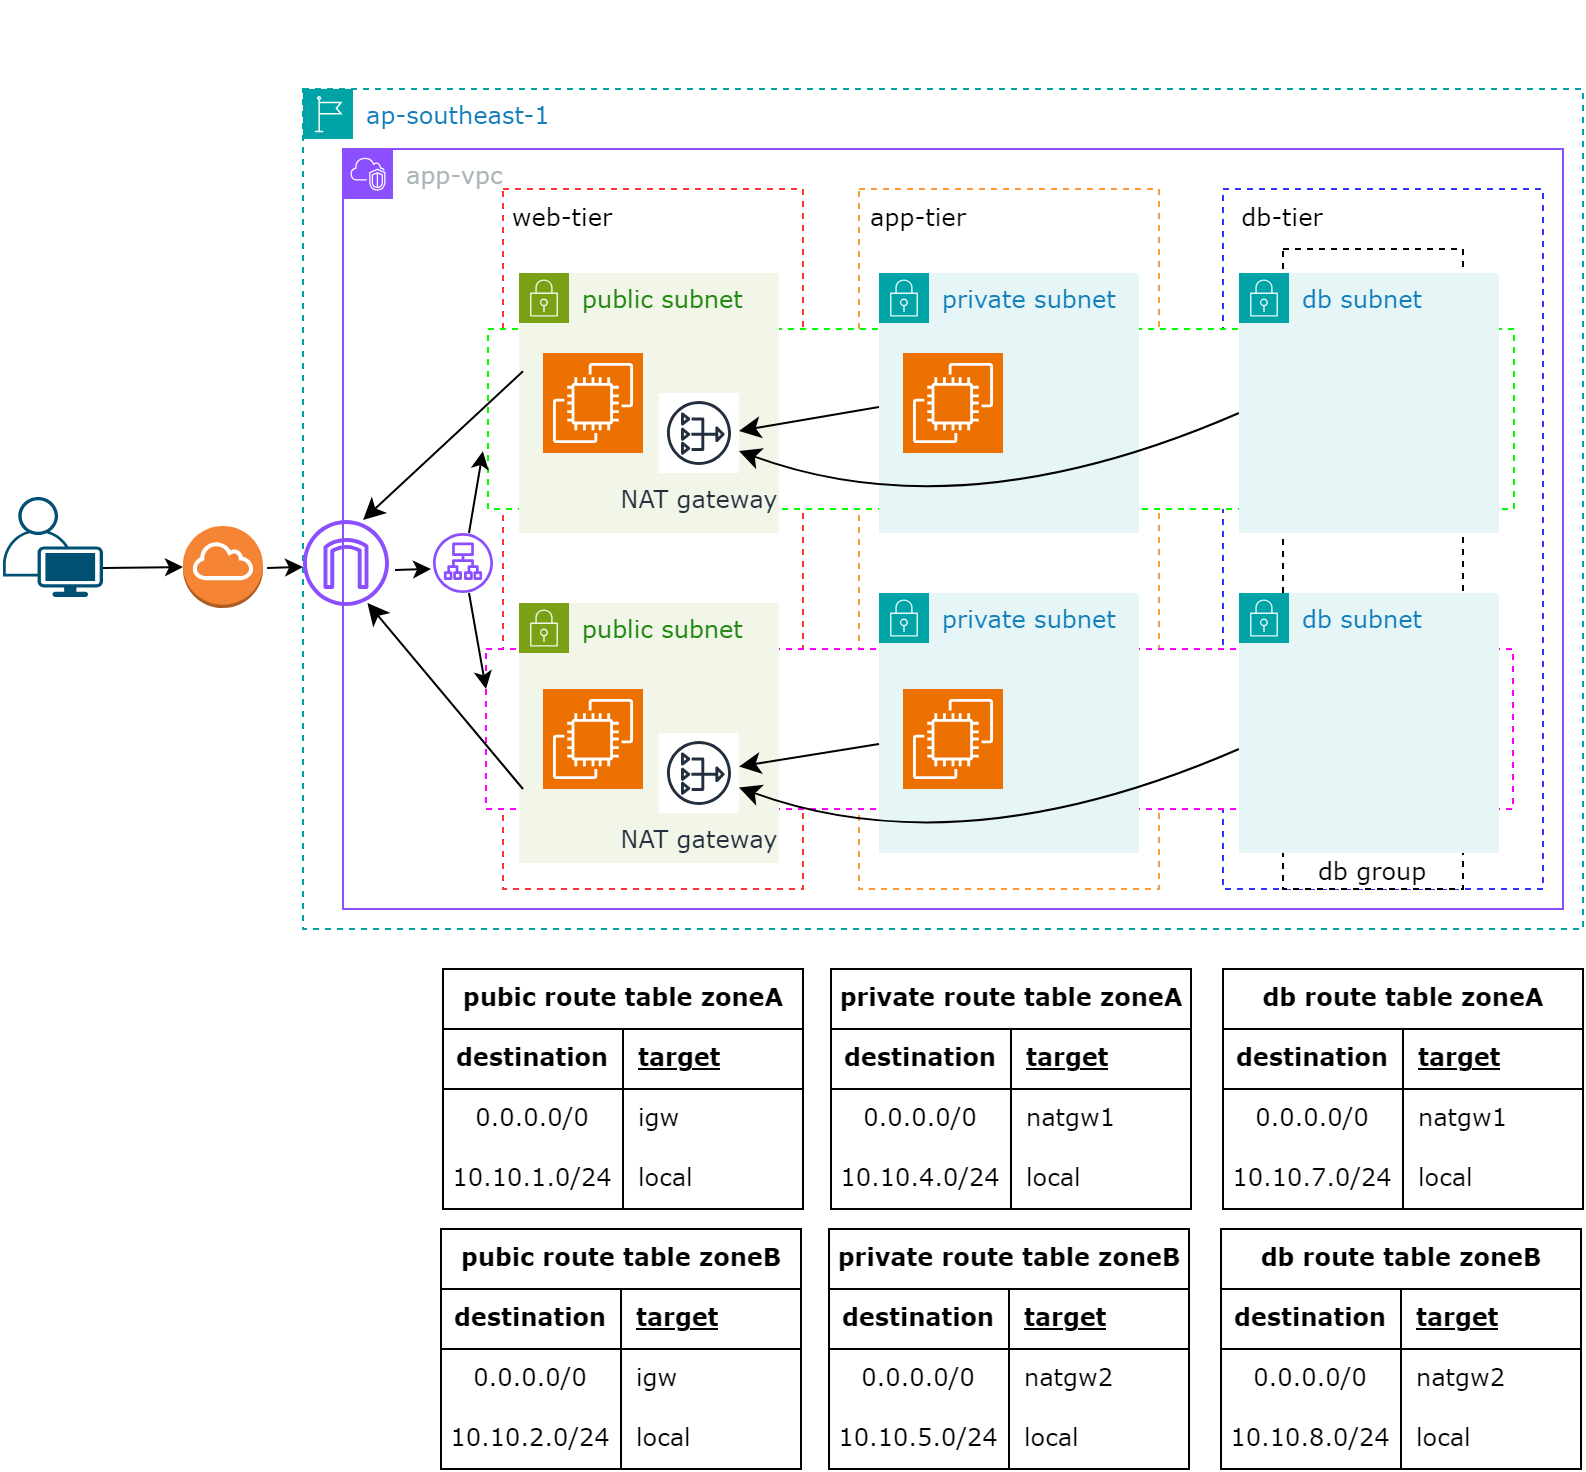 ap-southeast-1
app-vpc
web-tier
app-tier
db-tier
public subnet
private subnet
db subnet
NAT gateway
public subnet
private subnet
db subnet
NAT gateway
db group
pubic route table zoneA
destination target
0.0.0.0/0 igw
10.10.1.0/24 local
private route table zoneA
destination target
0.0.0.0/0 natgw1
10.10.4.0/24 local
db route table zoneA
destination target
0.0.0.0/0 natgw1
10.10.7.0/24 local
pubic route table zoneB
destination target
0.0.0.0/0 igw
10.10.2.0/24 local
private route table zoneB
destination target
0.0.0.0/0 natgw2
10.10.5.0/24 local
db route table zoneB
destination target
0.0.0.0/0 natgw2
10.10.8.0/24 local